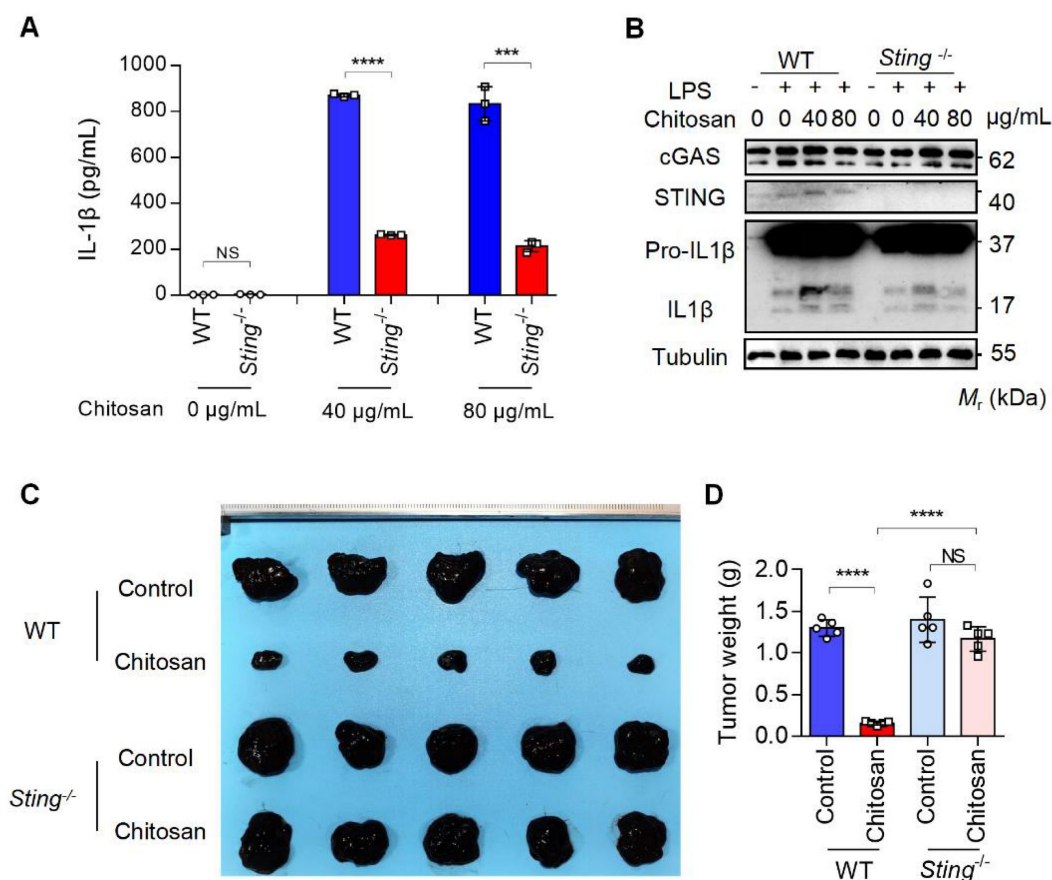 A
IL-1β (pg/mL)
1000
800
600
400
200
0
NS
****
***
WT
Sting-/-
WT
Sting-/-
WT
Sting-/-
Chitosan
0 µg/mL
40 µg/mL
80 µg/mL
B
WT
Sting -/-
LPS - + + + - + + +
Chitosan 0 0 40 80 0 0 40 80 µg/mL
cGAS
62
STING
40
Pro-IL1β
37
IL1β
17
Tubulin
55
Mr (kDa)
C
WT
Control
Chitosan
Sting-/-
Control
Chitosan
D
Tumor weight (g)
2.0
1.5
1.0
0.5
0.0
****
****
NS
Control
Chitosan
Control
Chitosan
WT
Sting-/-